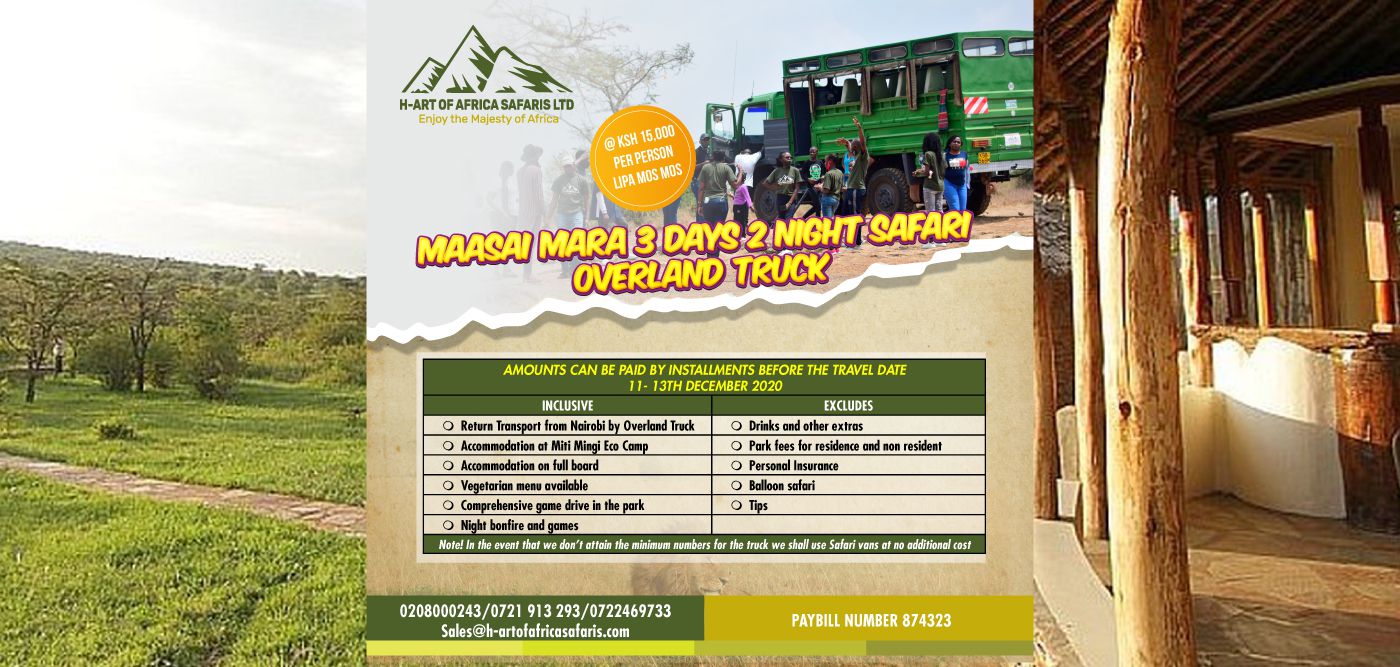 H-ART OF AFRICA SAFARIS LTD
Enjoy the Majesty of Africa
@ KSH 15,000
PER PERSON
LIPA MOS MOS
MAASAI MARA 3 DAYS 2 NIGHT SAFARI
OVERLAND TRUCK
AMOUNTS CAN BE PAID BY INSTALLMENTS BEFORE THE TRAVEL DATE
11- 13TH DECEMBER 2020
INCLUSIVE
EXCLUDES
Return Transport from Nairobi by Overland Truck
Drinks and other extras
Accommodation at Miti Mingi Eco Camp
Park fees for residence and non resident
Accommodation on full board
Personal Insurance
Vegetarian menu available
Balloon safari
Comprehensive game drive in the park
Tips
Night bonfire and games
Note! In the event that we don't attain the minimum numbers for the truck we shall use Safari vans at no additional cost
0208000243/0721 913 293/0722469733
Sales@h-artofafricasafaris.com
PAYBILL NUMBER 874323